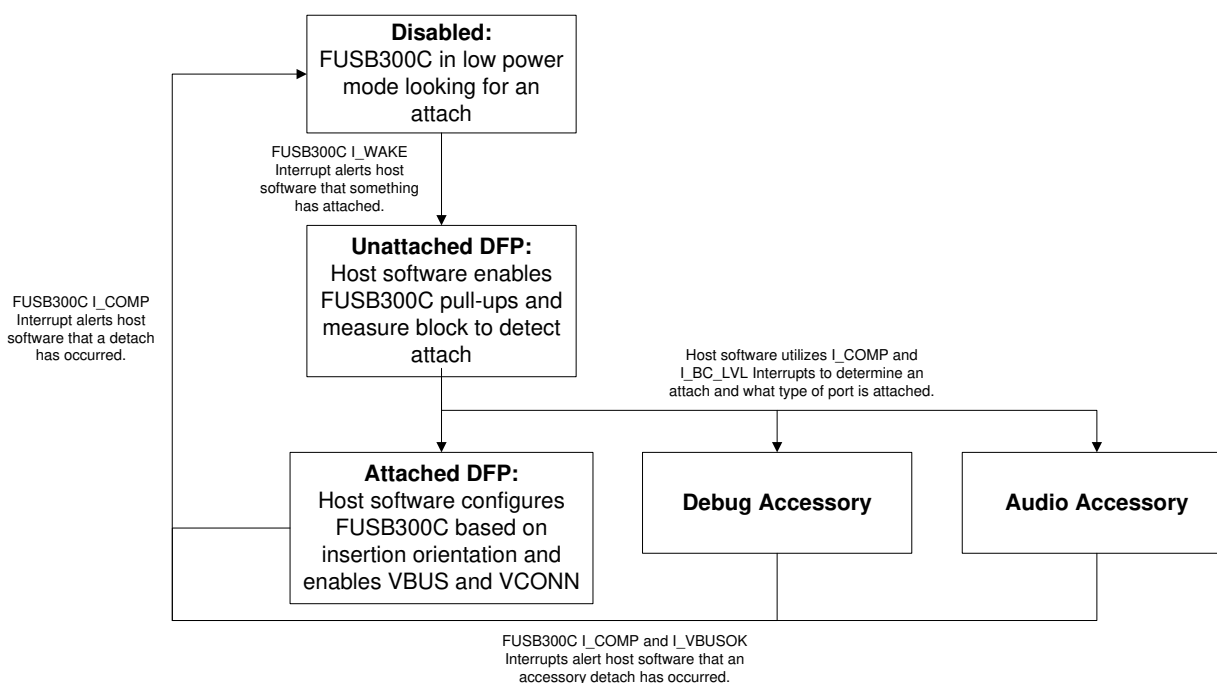 Disabled:
FUSB300C in low power
mode looking for an
attach
FUSB300C I_WAKE
Interrupt alerts host
software that something
has attached.
Unattached DFP:
Host software enables
FUSB300C pull-ups and
measure block to detect
attach
FUSB300C I_COMP
Interrupt alerts host
software that a detach
has occurred.
Host software utilizes I_COMP and
I_BC_LVL Interrupts to determine an
attach and what type of port is attached.
Attached DFP:
Host software configures
FUSB300C based on
insertion orientation and
enables VBUS and VCONN
Debug Accessory
Audio Accessory
FUSB300C I_COMP and I_VBUSOK
Interrupts alert host software that an
accessory detach has occurred.